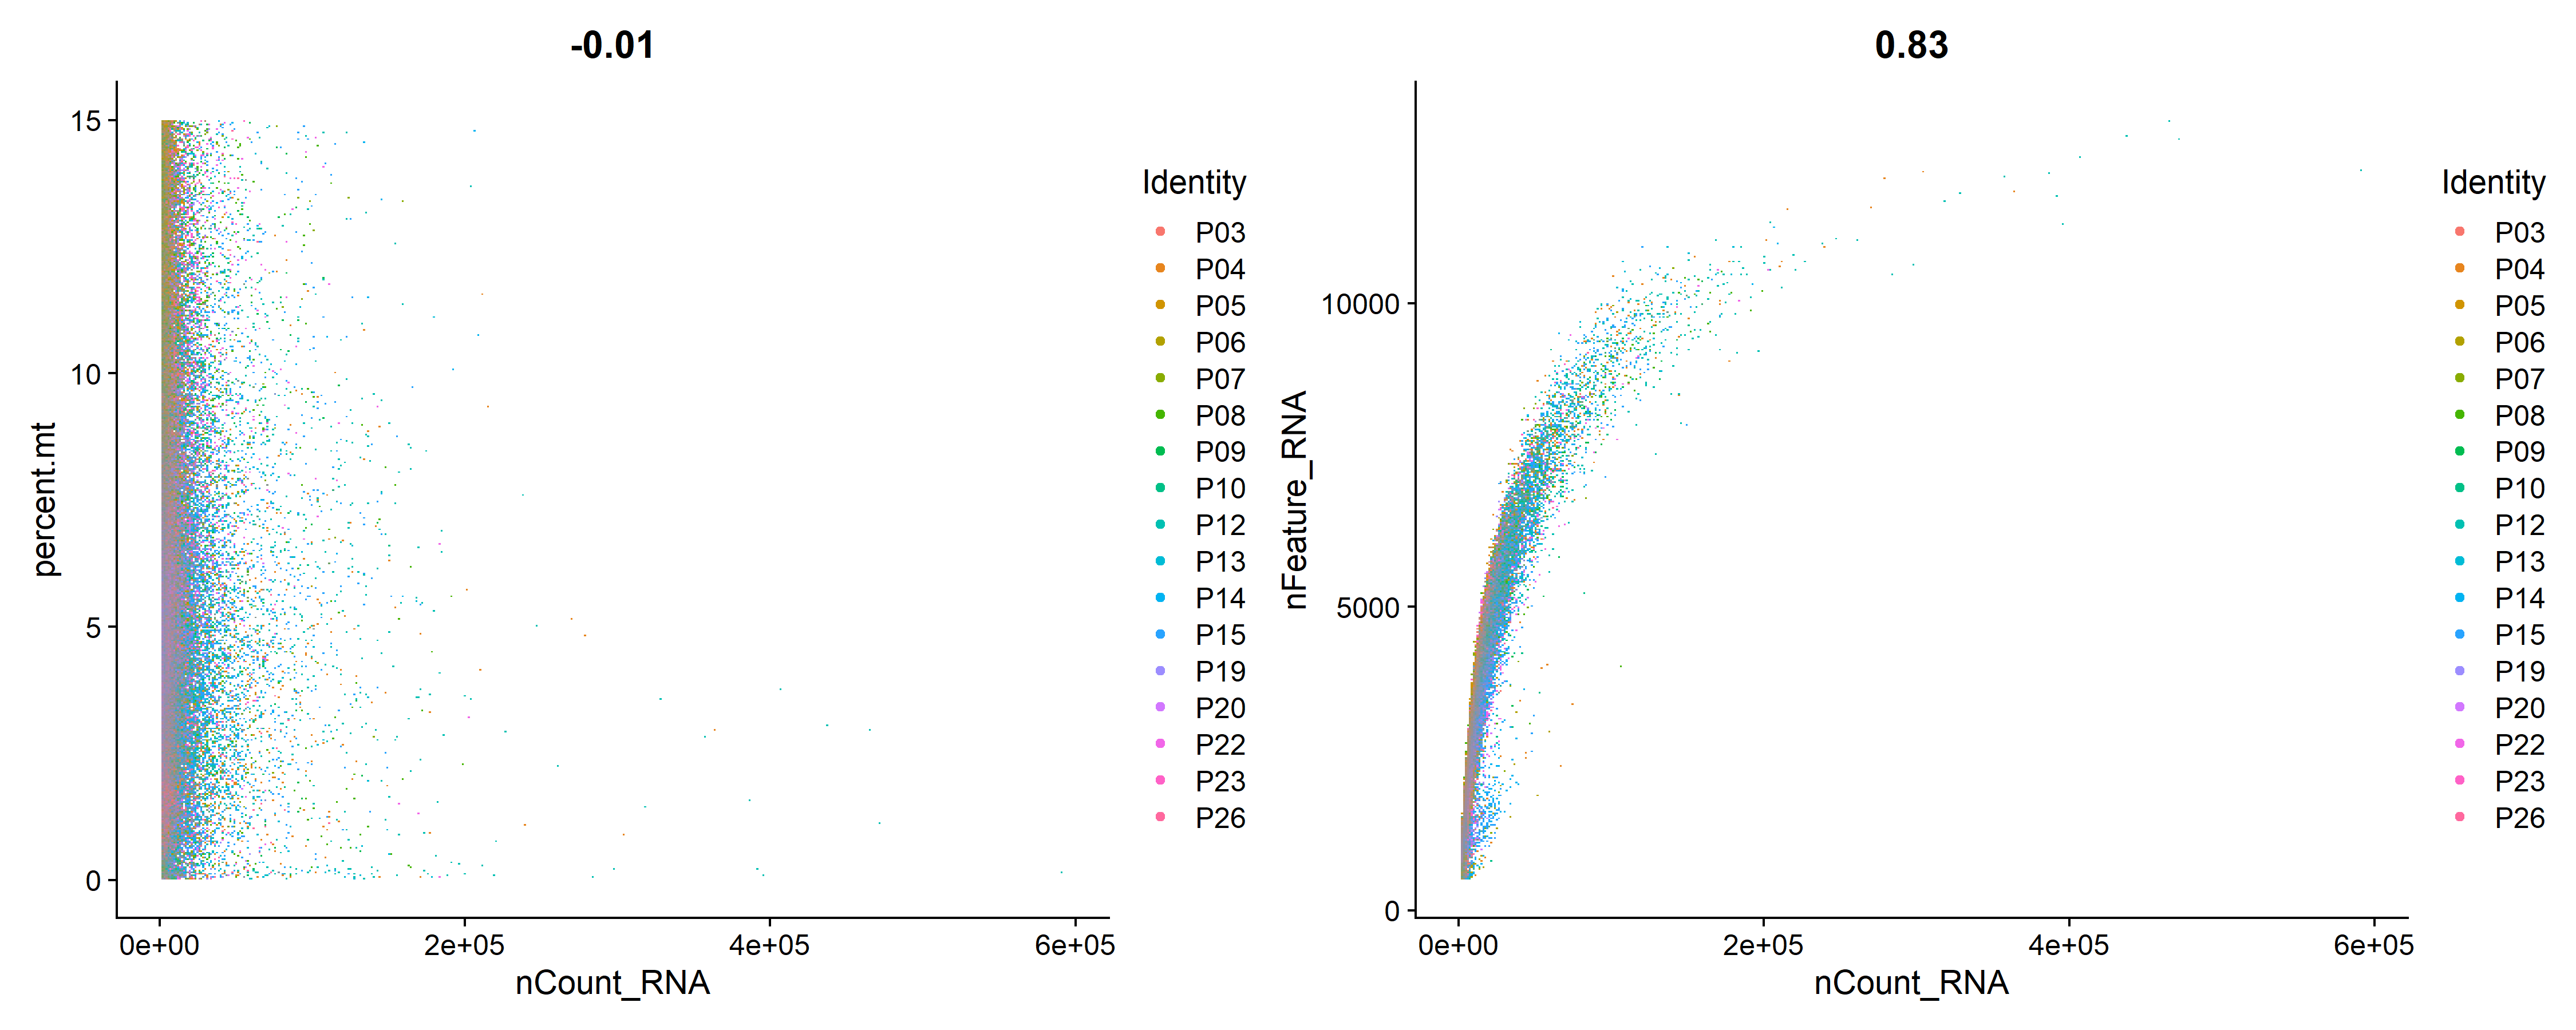 -0.01
percent.mt
15
10
5
0
0e+00 2e+05 4e+05 6e+05
nCount_RNA
Identity
P03
P04
P05
P06
P07
P08
P09
P10
P12
P13
P14
P15
P19
P20
P22
P23
P26
0.83
nFeature_RNA
10000
5000
0
0e+00 2e+05 4e+05 6e+05
nCount_RNA
Identity
P03
P04
P05
P06
P07
P08
P09
P10
P12
P13
P14
P15
P19
P20
P22
P23
P26